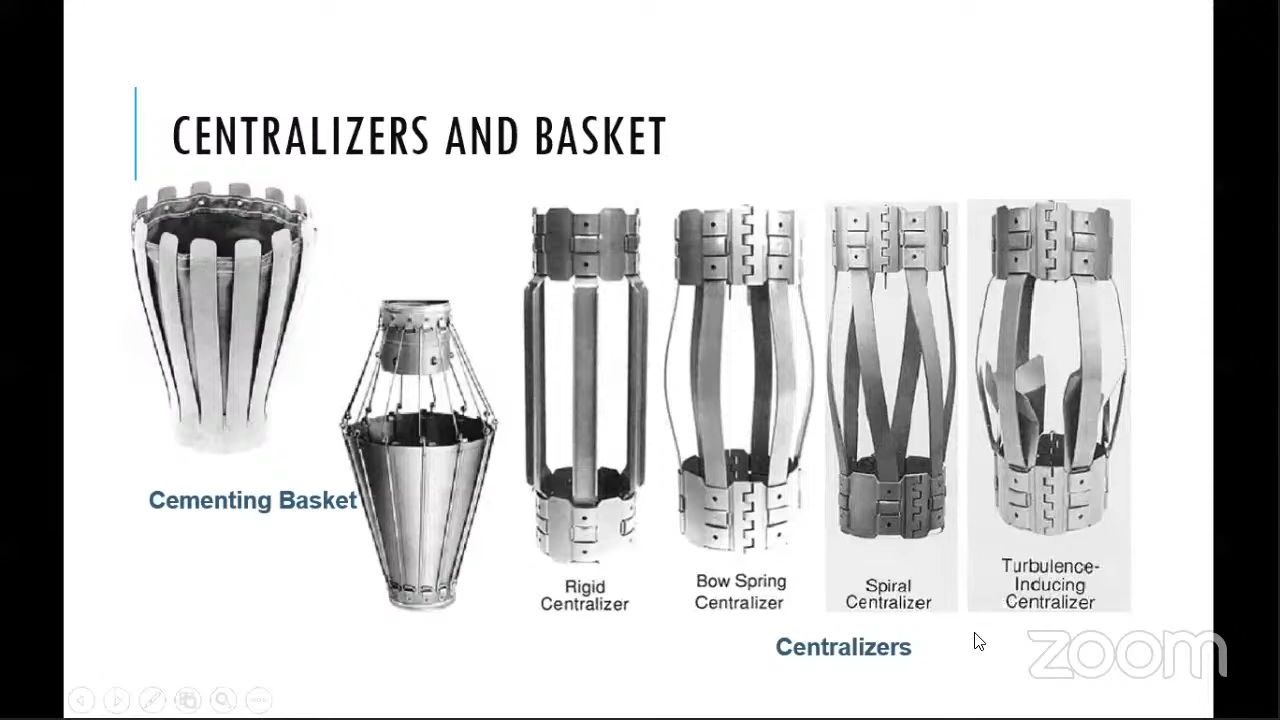 CENTRALIZERS AND BASKET
Cementing Basket
Rigid
Centralizer
Bow Spring
Centralizer
Spiral
Centralizer
Turbulence-
Inducing
Centralizer
Centralizers
zoom